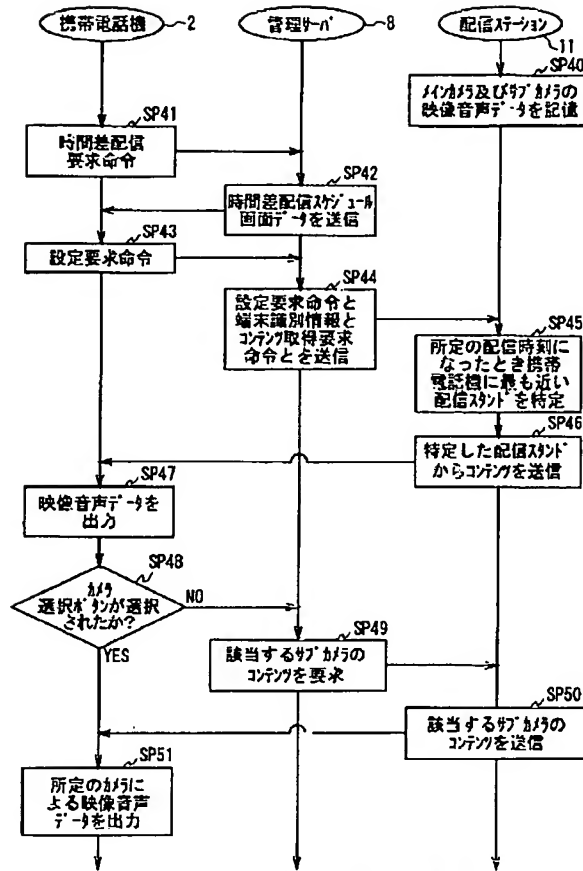 携帯電話機
2
管理サーバ
8
配信ステーション
11
SP40
メインカメラ及びサブカメラの
映像音声データを記憶
SP41
時間差配信
要求命令
SP42
時間差配信スケジュール
画面データを送信
SP43
設定要求命令
SP44
設定要求命令と
端末識別情報と
コンテンツ取得要求
命令とを送信
SP45
所定の配信時刻に
なったとき携帯
電話機に最も近い
配信スタンドを特定
SP46
特定した配信スタンド
からコンテンツを送信
SP47
映像音声データを
出力
SP48
カメラ
選択ボタンが選択
されたか?
NO
YES
SP49
該当するサブカメラの
コンテンツを要求
SP50
該当するサブカメラの
コンテンツを送信
SP51
所定のカメラに
よる映像音声
データを出力